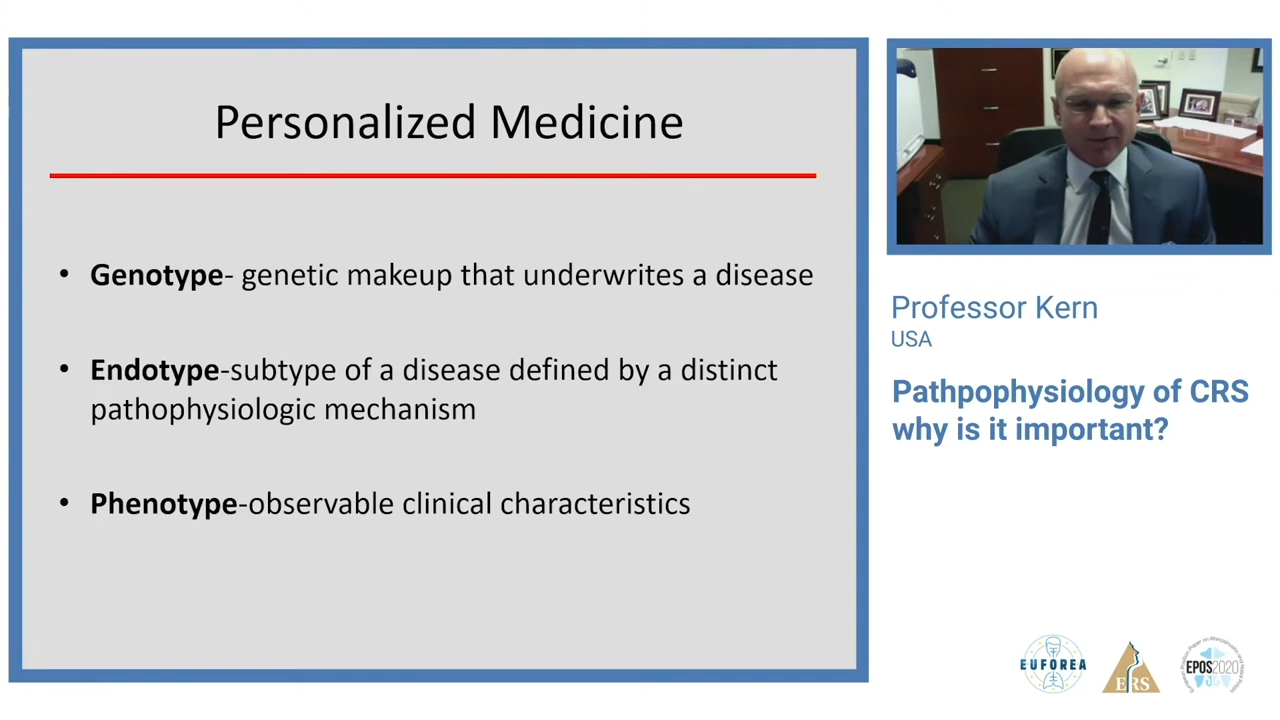 Personalized Medicine
• Genotype- genetic makeup that underwrites a disease
• Endotype-subtype of a disease defined by a distinct
pathophysiologic mechanism
• Phenotype-observable clinical characteristics
Professor Kern
USA
Pathpophysiology of CRS
why is it important?
EUFOREA
ERS
EPOS2020